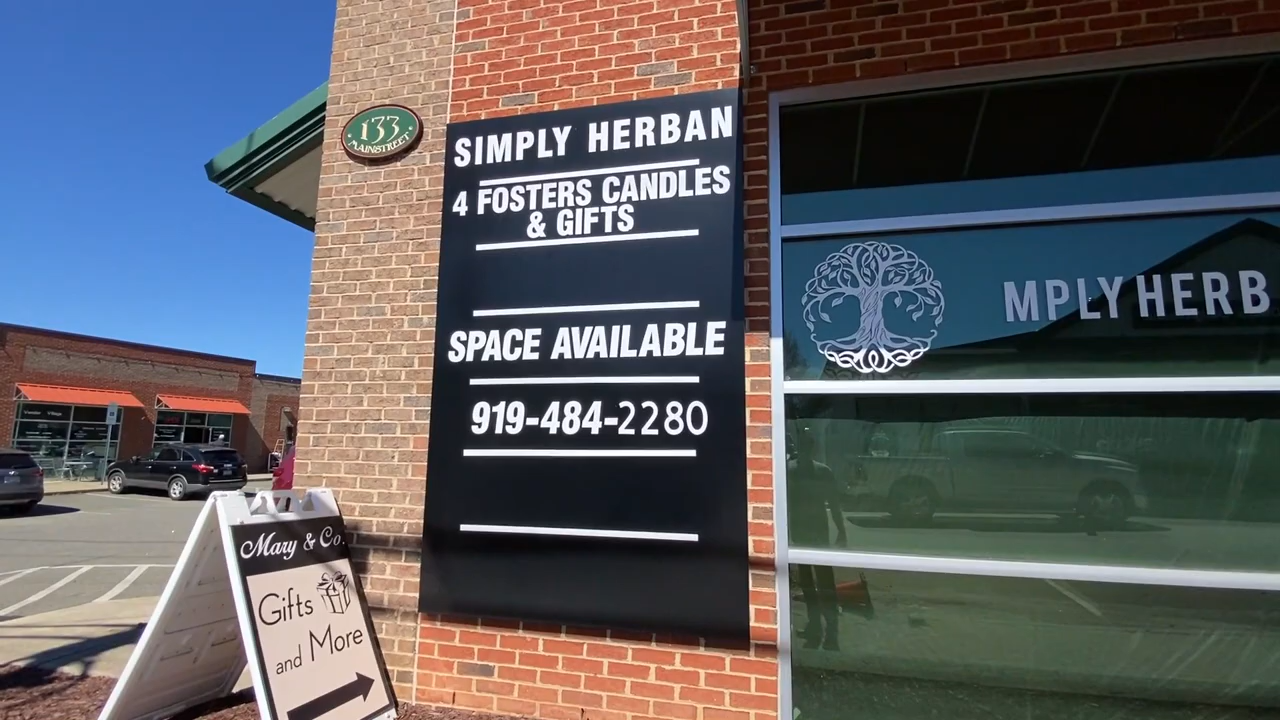 133
MAINSTREET
SIMPLY HERBAN
4 FOSTERS CANDLES
& GIFTS
SPACE AVAILABLE
919-484-2280
MPLY HERB
Mary & Co.
Gifts
and More